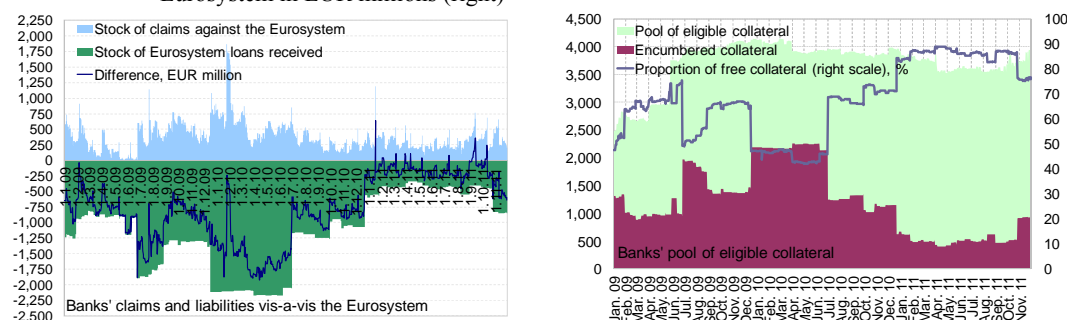 Eurosystem in EUR millions (right)
2,250
2,000
1,750
1,500
1,250
1,000
750
500
250
0
-250
-500
-750
-1,000
-1,250
-1,500
-1,750
-2,000
-2,250
-2,500
Stock of claims against the Eurosystem
Stock of Eurosystem loans received
Difference, EUR million
Banks' claims and liabilities vis-a-vis the Eurosystem
4,500
4,000
3,500
3,000
2,500
2,000
1,500
1,000
500
0
Pool of eligible collateral
Encumbered collateral
Proportion of free collateral (right scale), %
Banks' pool of eligible collateral
100
90
80
70
60
50
40
30
20
10
0
Jan. 09
Feb. 09
Mar. 09
Apr. 09
May. 09
Jun. 09
Jul. 09
Aug. 09
Sep. 09
Oct. 09
Nov. 09
Dec. 09
Jan. 10
Feb. 10
Mar. 10
Apr. 10
May. 10
Jun. 10
Jul. 10
Aug. 10
Sep. 10
Oct. 10
Nov. 10
Dec. 10
Jan. 11
Feb. 11
Mar. 11
Apr. 11
May. 11
Jun. 11
Jul. 11
Aug. 11
Sep. 11
Oct. 11
Nov. 11